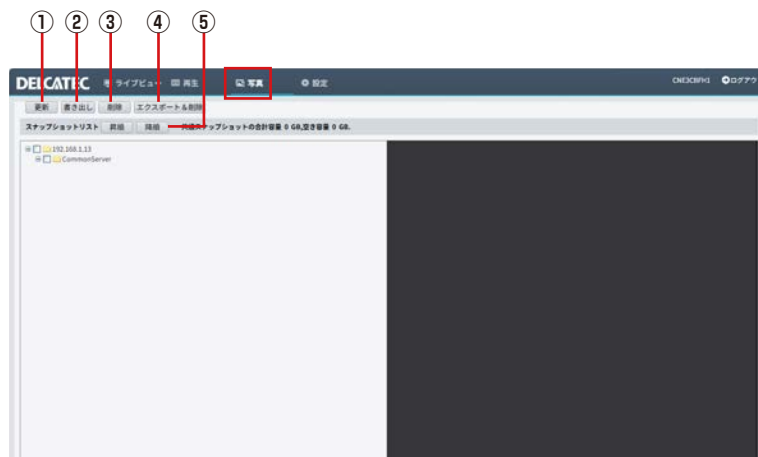 ① ② ③ ④ ⑤
DELCATEC ライブビュー 再生 写真 設定 ログアウ
更新 書き出し 削除 エクスポート&削除
スナップショットリスト 昇順 降順 スナップショットの合計容量 0 GB,空き容量 0 GB.
192.168.1.13
CommonServer